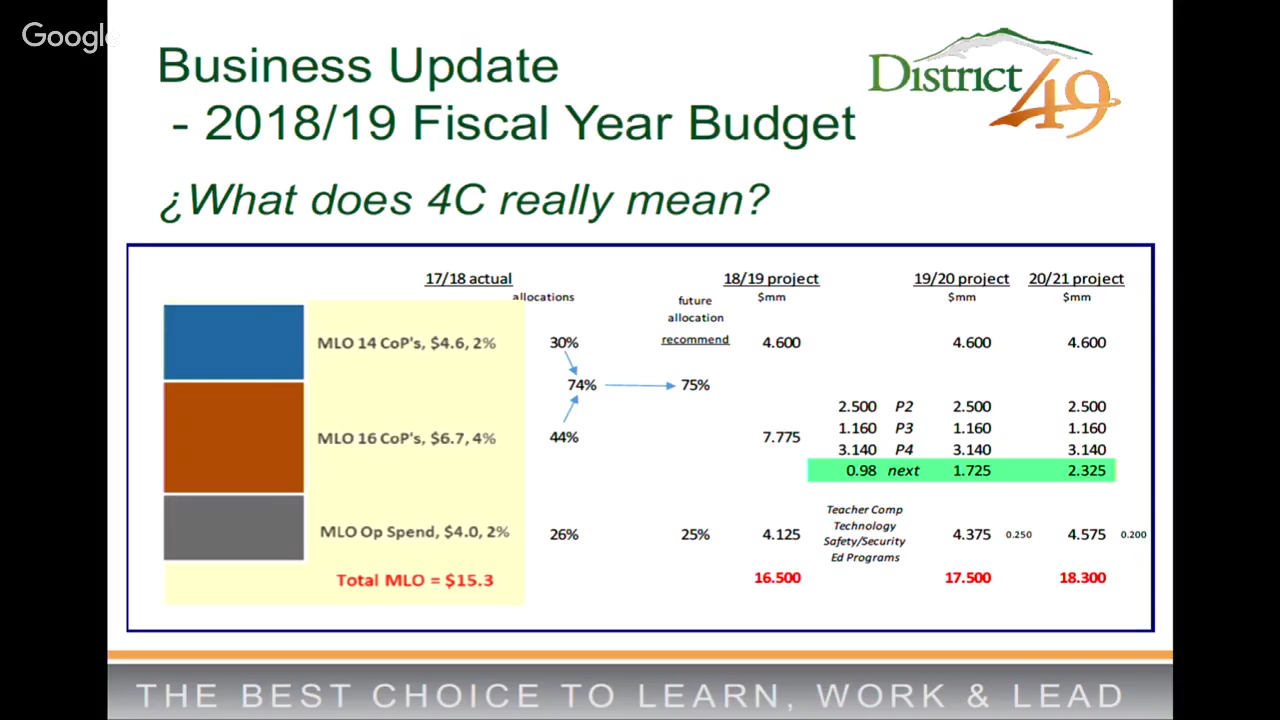 Google
Business Update
- 2018/19 Fiscal Year Budget
District 49
¿What does 4C really mean?
17/18 actual 18/19 project 19/20 project 20/21 project
allocations future allocation recommend $mm $mm $mm
MLO 14 CoP's, $4.6, 2% 30% 4.600 4.600 4.600
74% 75%
2.500 P2 2.500 2.500
1.160 P3 1.160 1.160
MLO 16 CoP's, $6.7, 4% 44% 7.775
3.140 P4 3.140 3.140
0.98 next 1.725 2.325
Teacher Comp
Technology
MLO Op Spend, $4.0, 2% 26% 25% 4.125 4.375 0.250 4.575 0.200
Safety/Security
Ed Programs
Total MLO = $15.3 16.500 17.500 18.300
THE BEST CHOICE TO LEARN, WORK & LEAD